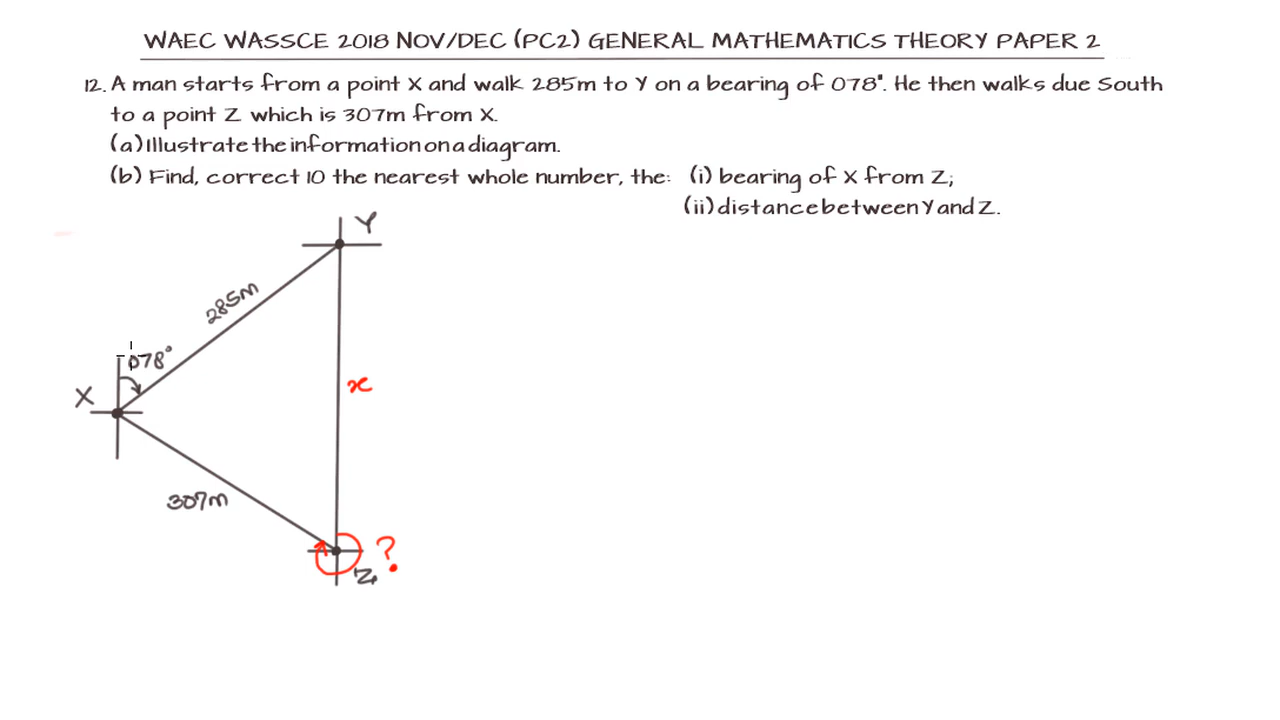 WAEC WASSCE 2018 NOV/DEC (PC2) GENERAL MATHEMATICS THEORY PAPER 2
12. A man starts from a point X and walk 285m to Y on a bearing of 078°. He then walks due South
to a point Z which is 307m from X.
(a) Illustrate the information on a diagram.
(b) Find, correct 10 the nearest whole number, the: (i) bearing of X from Z;
(ii) distance between Y and Z.
Y
285m
078°
X
x
307m
?
Z